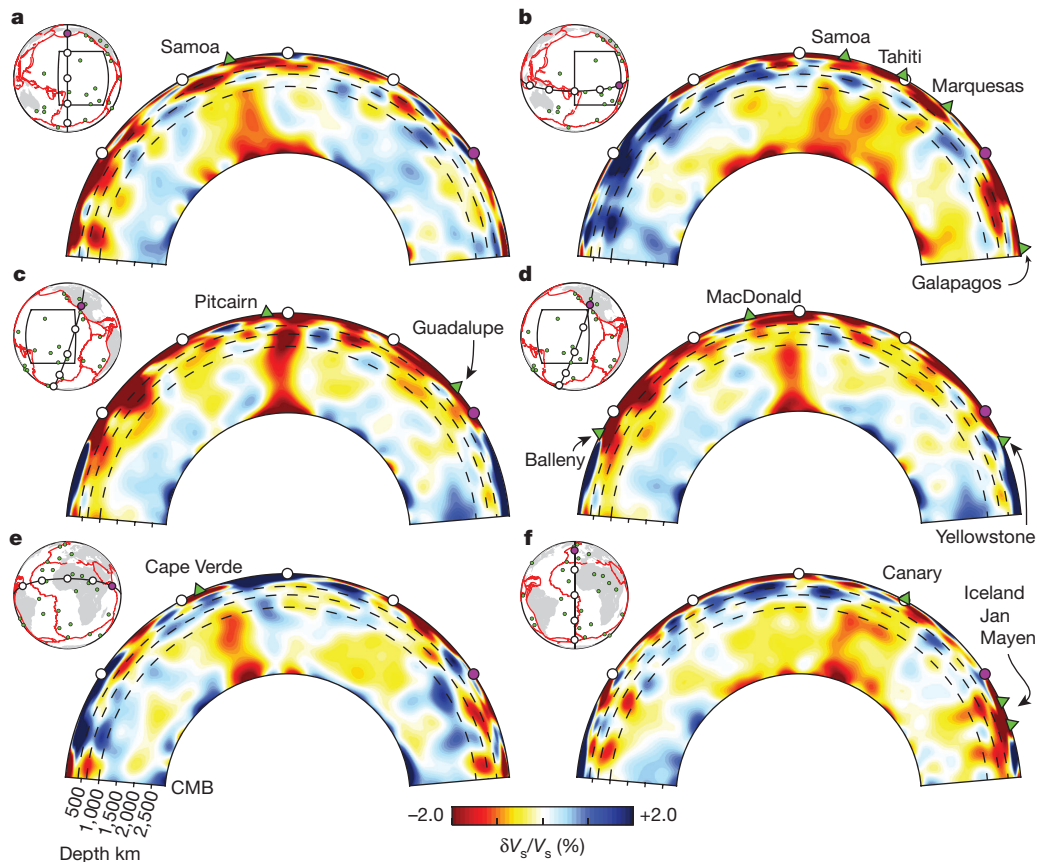 a
Samoa
b
Samoa
Tahiti
Marquesas
Galapagos
c
Pitcairn
Guadalupe
d
MacDonald
Balleny
Yellowstone
e
Cape Verde
CMB
500
1,000
1,500
2,000
2,500
Depth km
f
Canary
Iceland
Jan
Mayen
–2.0
+2.0
δVs/Vs (%)